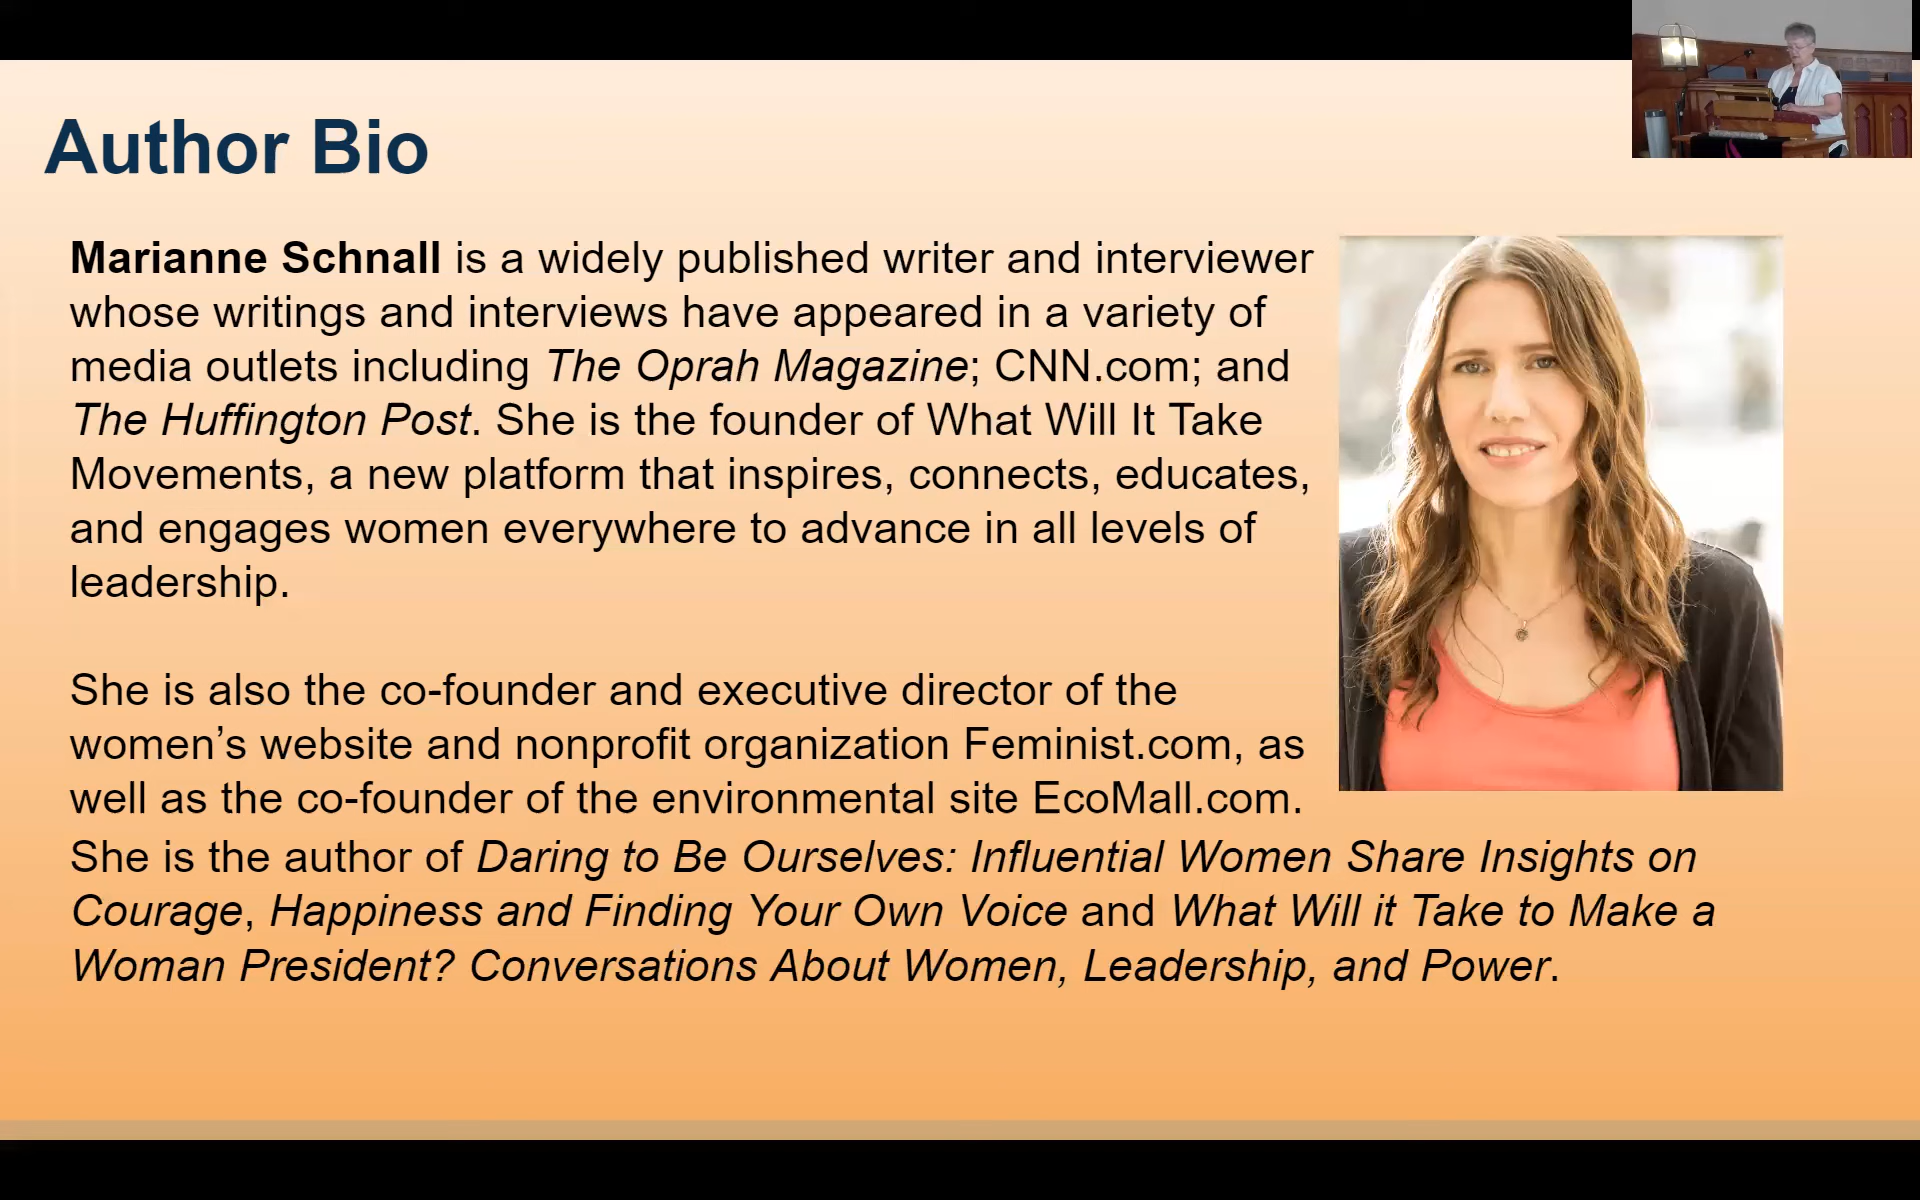 Author Bio
Marianne Schnall is a widely published writer and interviewer
whose writings and interviews have appeared in a variety of
media outlets including The Oprah Magazine; CNN.com; and
The Huffington Post. She is the founder of What Will It Take
Movements, a new platform that inspires, connects, educates,
and engages women everywhere to advance in all levels of
leadership.
She is also the co-founder and executive director of the
women’s website and nonprofit organization Feminist.com, as
well as the co-founder of the environmental site EcoMall.com.
She is the author of Daring to Be Ourselves: Influential Women Share Insights on
Courage, Happiness and Finding Your Own Voice and What Will it Take to Make a
Woman President? Conversations About Women, Leadership, and Power.